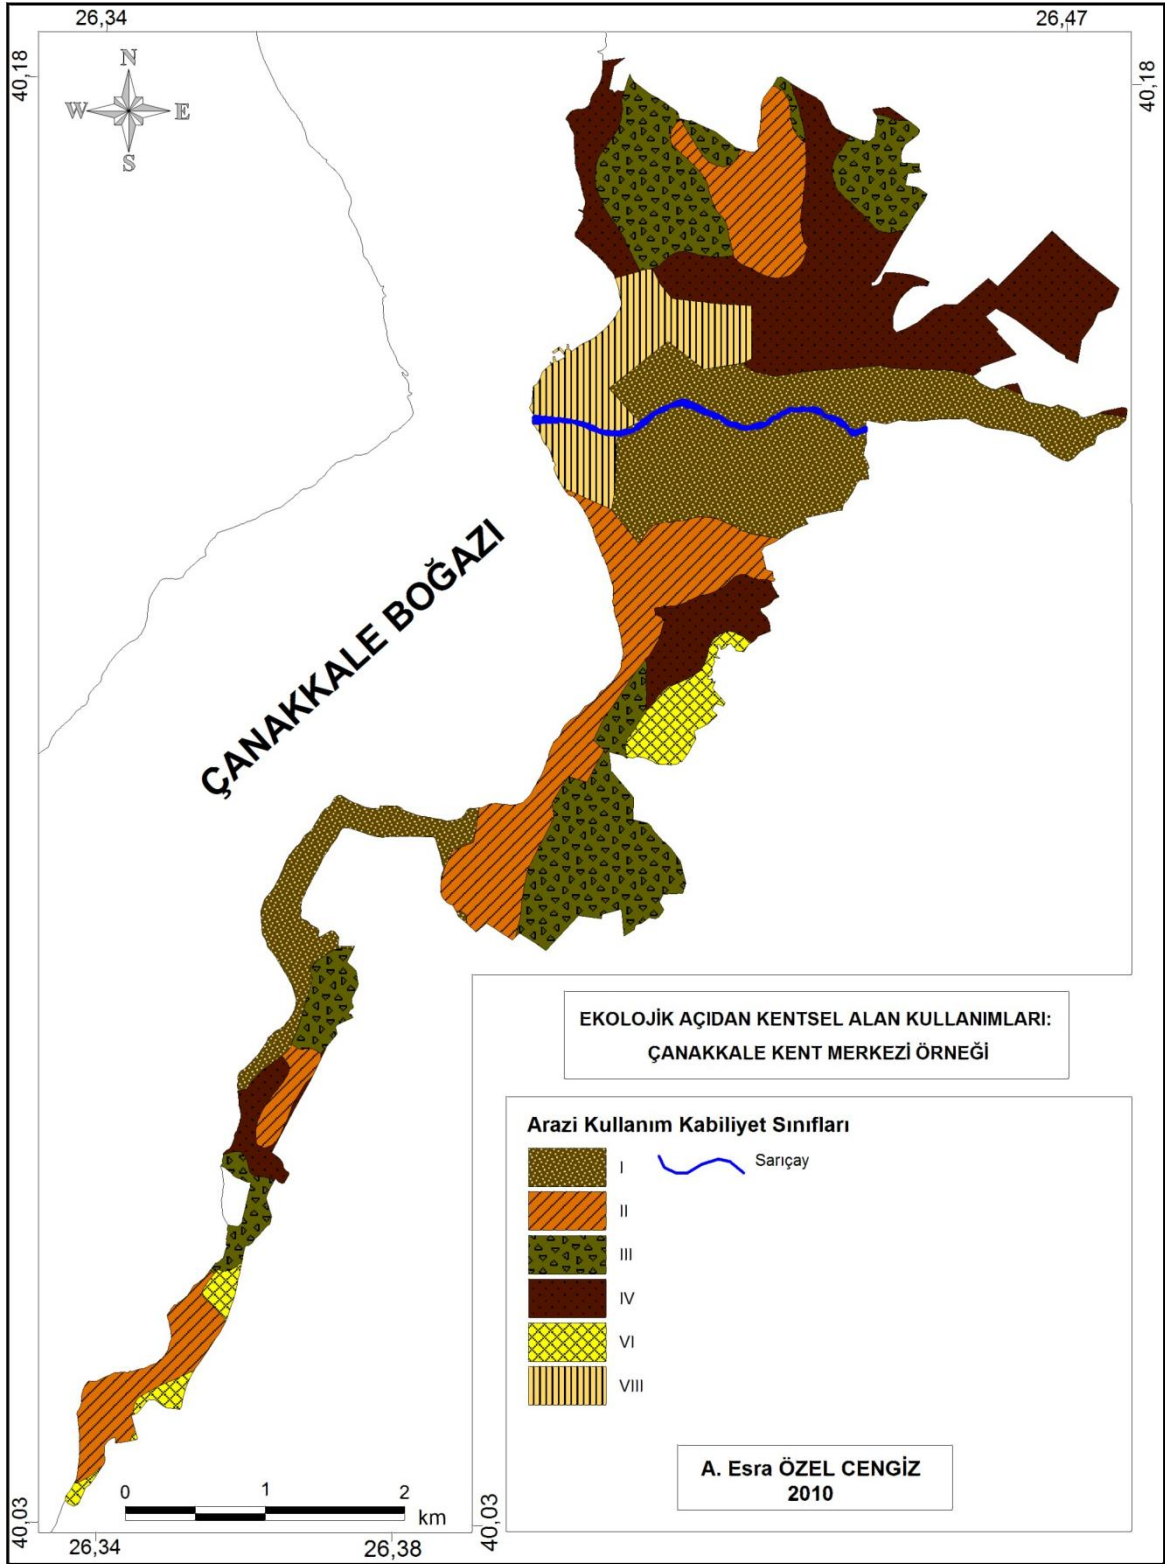 26,34
26,47
40,18
40,18
N
W
E
S
ÇANAKKALE BOĞAZI
EKOLOJİK AÇIDAN KENTSEL ALAN KULLANIMLARI:
ÇANAKKALE KENT MERKEZİ ÖRNEĞİ
Arazi Kullanım Kabiliyet Sınıfları
I
Sarıçay
II
III
IV
VI
VIII
A. Esra ÖZEL CENGİZ
2010
0 1 2
km
40,03
40,03
26,34
26,38